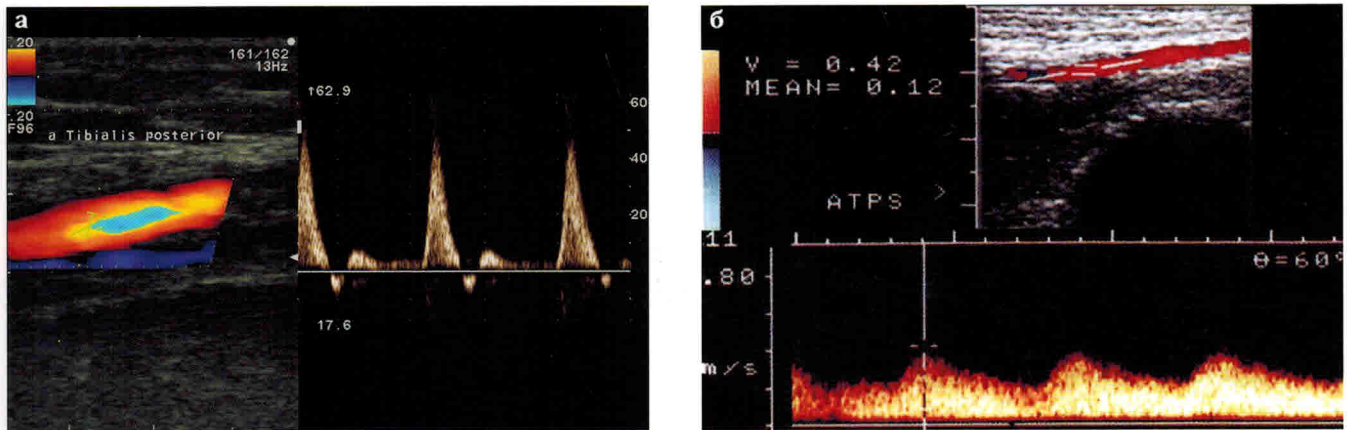 а
.20
161/162
13Hz
.20
F96
a Tibialis posterior
↑62.9
60
40
20
17.6
б
V = 0.42
MEAN= 0.12
ATPS >
11
.80
m/s
θ=60°